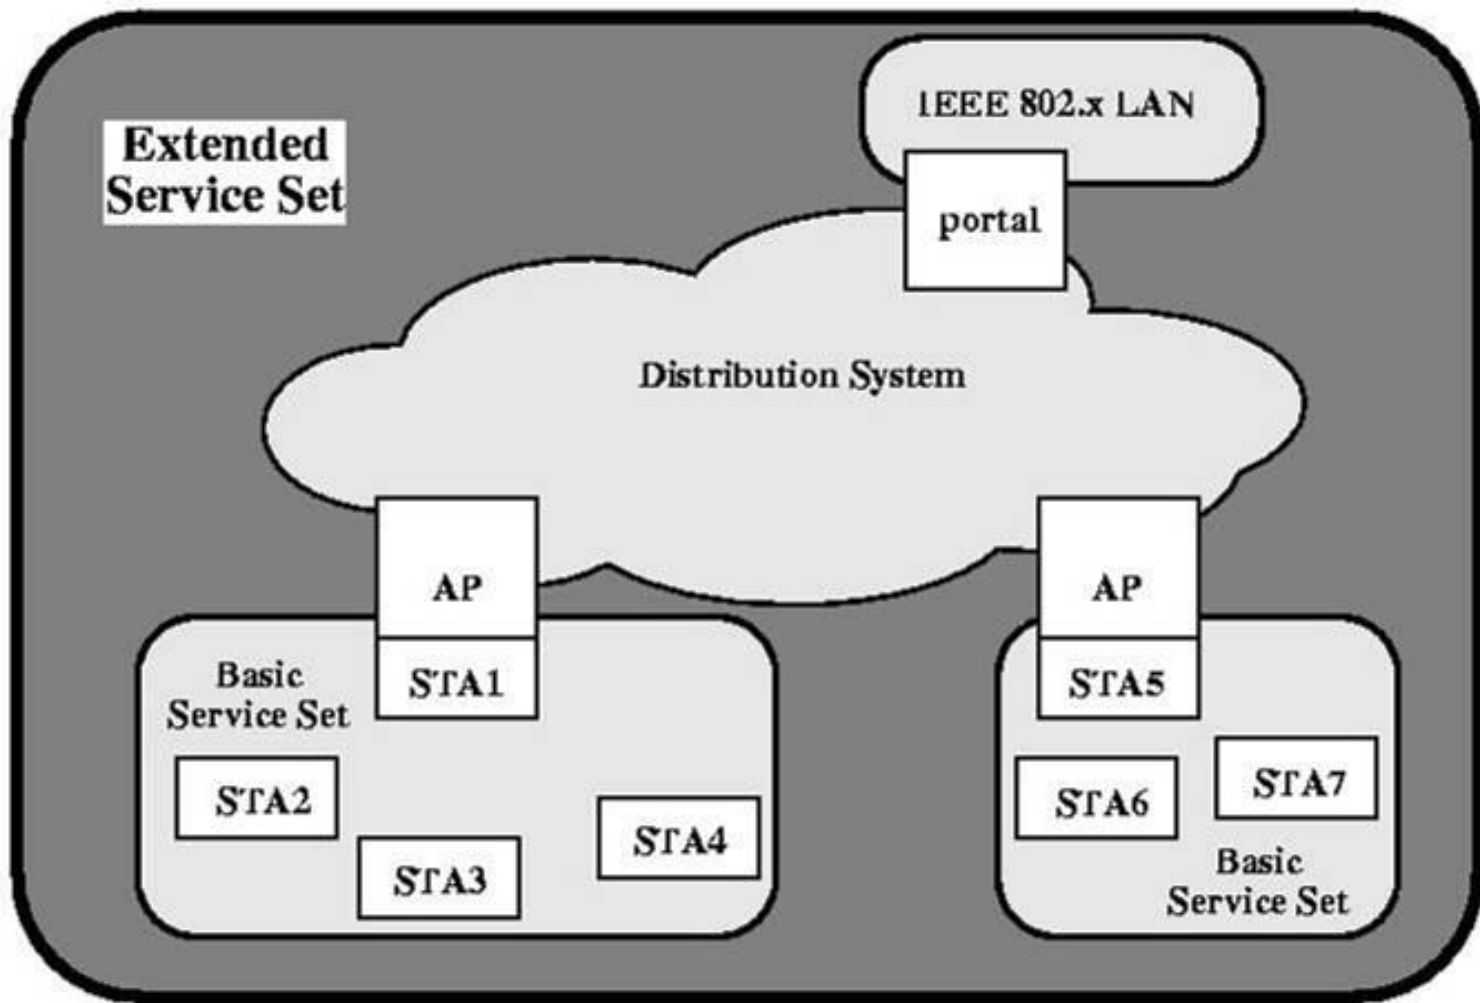 IEEE 802.x LAN
Extended
Service Set
portal
Distribution System
AP
AP
STA1
STA5
Basic
Service Set
STA2
STA3
STA4
STA6
STA7
Basic
Service Set